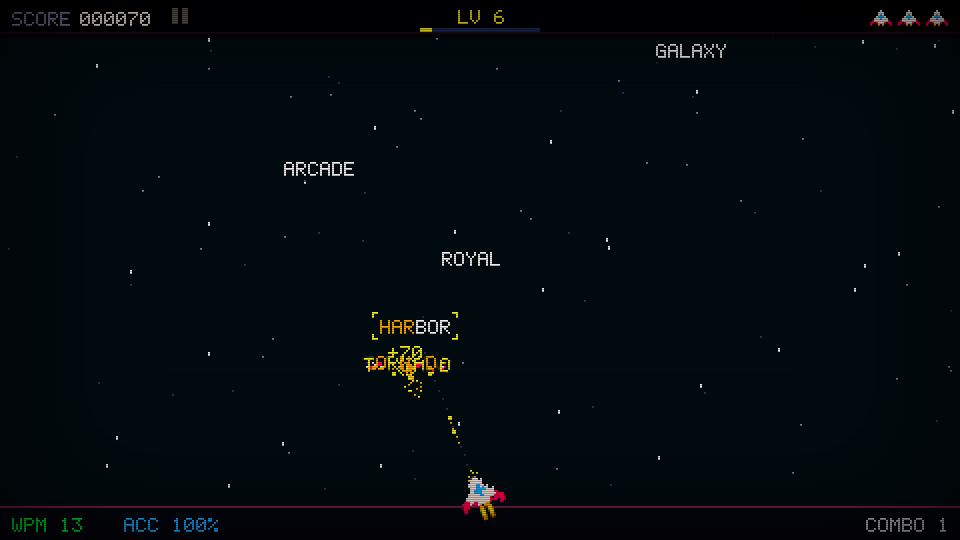 SCORE 000070
LV 6
GALAXY
ARCADE
ROYAL
HARBOR
+70
WPM 13
ACC 100%
COMBO 1